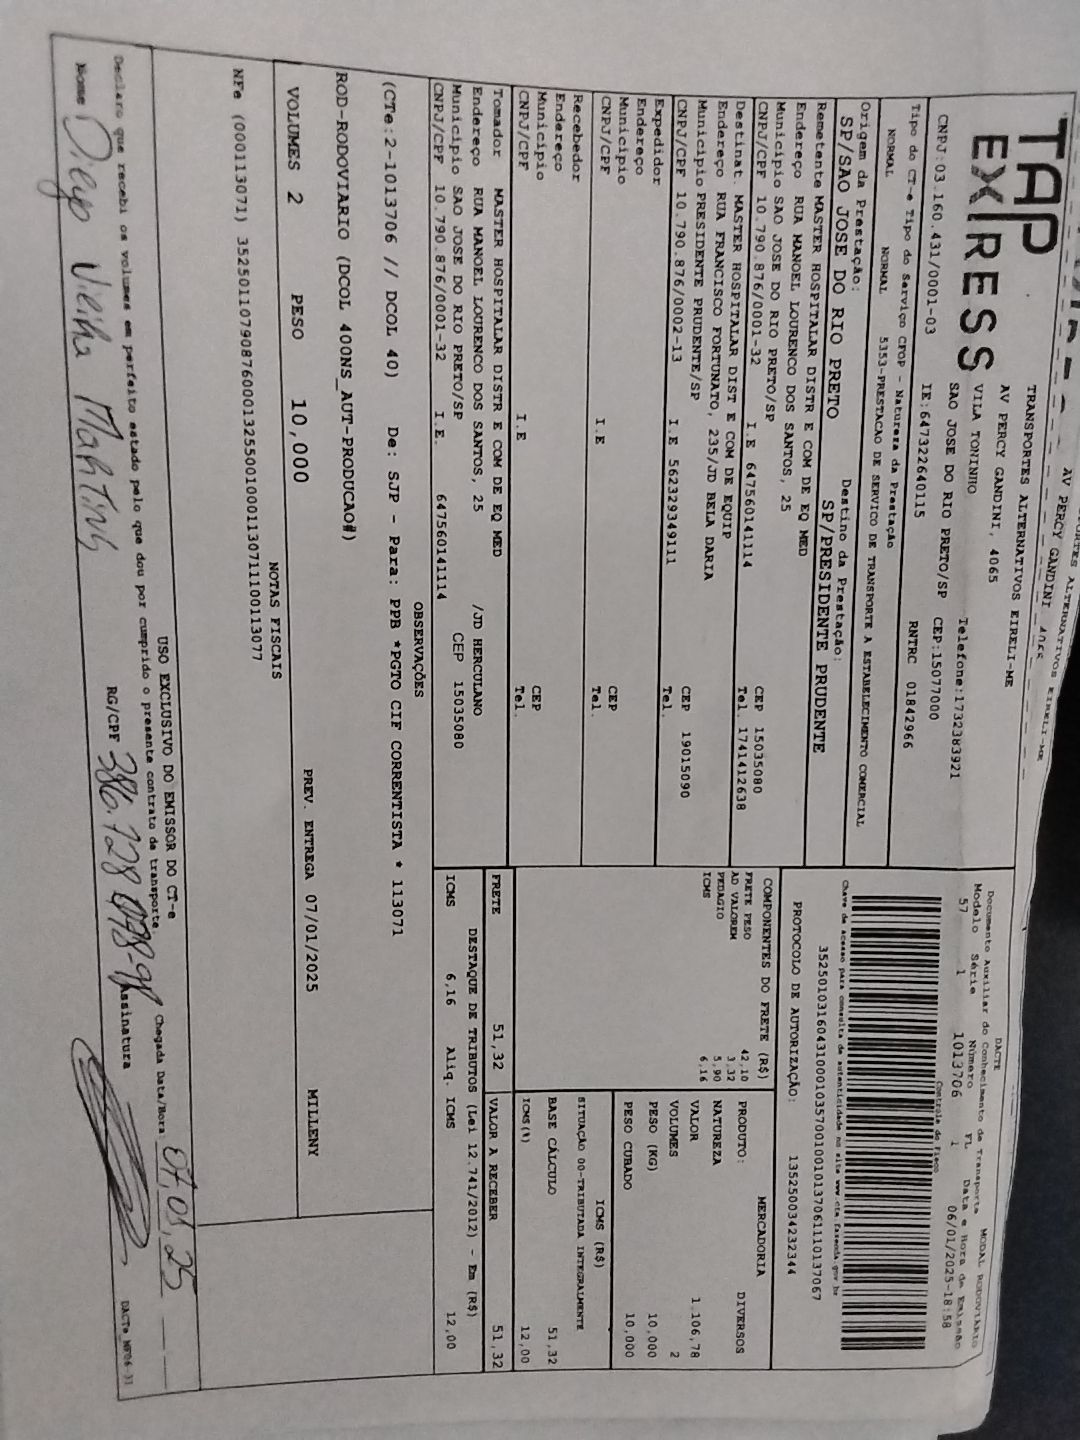 TAP
EXPRESS
TRANSPORTES ALTERNATIVOS EIRELI-ME
AV PERCY GANDINI, 4065
VILA TONINHO
Telefone:1732383921
SAO JOSE DO RIO PRETO/SP CEP:15077000
CNPJ:03.160.431/0001-03 IE:647322640115 RNTRC 01842966
Tipo do CT-e Tipo do Serviço CFOP - Natureza da Prestação
NORMAL NORMAL 5353-PRESTACAO DE SERVICO DE TRANSPORTE A ESTABELECIMENTO COMERCIAL
Origem da Prestação: Destino da Prestação:
SP/SAO JOSE DO RIO PRETO SP/PRESIDENTE PRUDENTE
Remetente MASTER HOSPITALAR DISTR E COM DE EQ MED
Endereço RUA MANOEL LOURENCO DOS SANTOS, 25
Municipio SAO JOSE DO RIO PRETO/SP CEP 15035080
CNPJ/CPF 10.790.876/0001-32 I.E 647560141114 Tel. 1741412638
Destinat. MASTER HOSPITALAR DIST E COM DE EQUIP
Endereço RUA FRANCISCO FORTUNATO, 235/JD BELA DARIA
Municipio PRESIDENTE PRUDENTE/SP CEP 19015090
CNPJ/CPF 10.790.876/0002-13 I.E 562329349111 Tel.
Expedidor
Endereço
Municipio CEP
CNPJ/CPF I.E Tel.
Recebedor
Endereço
Municipio CEP
CNPJ/CPF I.E Tel.
Tomador MASTER HOSPITALAR DISTR E COM DE EQ MED
Endereço RUA MANOEL LOURENCO DOS SANTOS, 25 /JD HERCULANO
Municipio SAO JOSE DO RIO PRETO/SP CEP 15035080
CNPJ/CPF 10.790.876/0001-32 I.E. 647560141114
DACTE MODAL RODOVIÁRIO
Documento Auxiliar do Conhecimento de Transporte
Modelo Série Número FL Data e Hora de Emissão
57 1 1013706 1 06/01/2025-18:58
Controle do Fisco
Chave de acesso para consulta de autenticidade no site www.cte.fazenda.gov.br
35250103160431000103570010010137061110137067
PROTOCOLO DE AUTORIZAÇÃO: 135250034232344
COMPONENTES DO FRETE (R$)
FRETE PESO 42,10
AD VALOREM 3,32
PEDAGIO 5,90
ICMS 6,16
MERCADORIA
PRODUTO: DIVERSOS
NATUREZA
VALOR 1.106,78
VOLUMES 2
PESO (KG) 10,000
PESO CUBADO 10,000
ICMS (R$)
SITUAÇÃO 00-TRIBUTADA INTEGRALMENTE
BASE CÁLCULO 51,32
ICMS(%) 12,00
FRETE 51,32 VALOR A RECEBER 51,32
DESTAQUE DE TRIBUTOS (Lei 12.741/2012) - Em (R$)
ICMS 6,16 Aliq. ICMS 12,00
OBSERVAÇÕES
(CTe:2-1013706 // DCOL 40) De: SJP - Para: PPB *PGTO CIF CORRENTISTA * 113071
ROD-RODOVIARIO (DCOL 400NS_AUT-PRODUCAO#)
VOLUMES 2 PESO 10,000 PREV. ENTREGA 07/01/2025 MILLENY
NOTAS FISCAIS
NFe (000113071) 35250110790876000132550010001130711100113077
USO EXCLUSIVO DO EMISSOR DO CT-e
Declaro que recebi os volumes em perfeito estado pelo que dou por cumprido o presente contrato de transporte. Chegada Data/Hora: 07,01,25
Nome Diego RG/CPF Assinatura
DACTe_